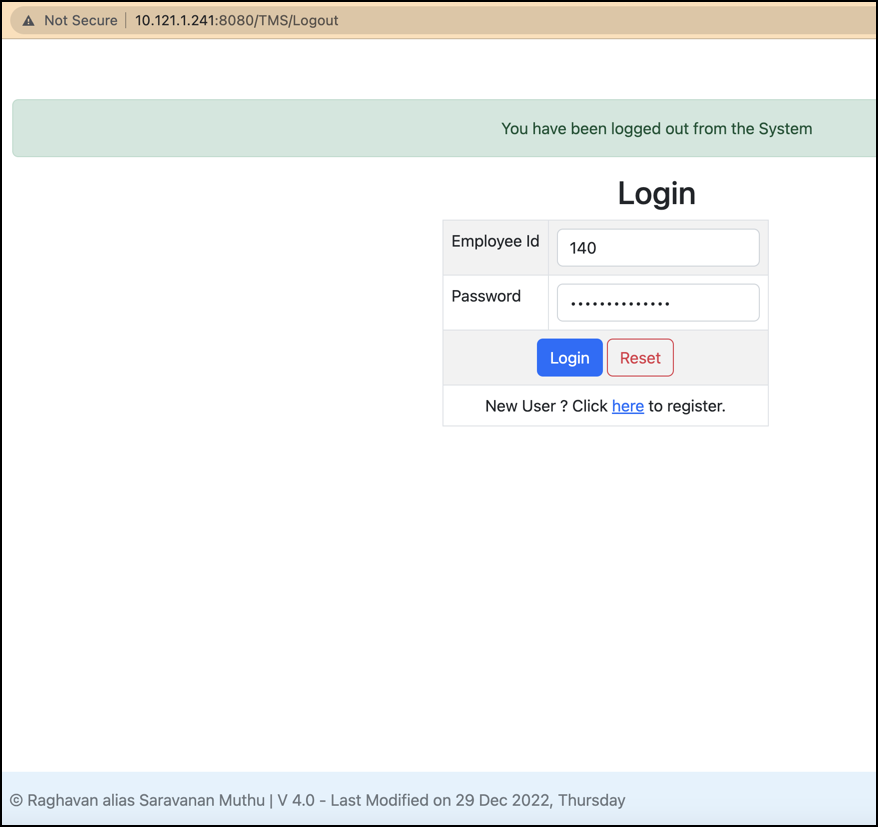 Not Secure | 10.121.1.241:8080/TMS/Logout
You have been logged out from the System
Login
Employee Id 140
Password ••••••••••••••
Login Reset
New User ? Click here to register.
© Raghavan alias Saravanan Muthu | V 4.0 - Last Modified on 29 Dec 2022, Thursday